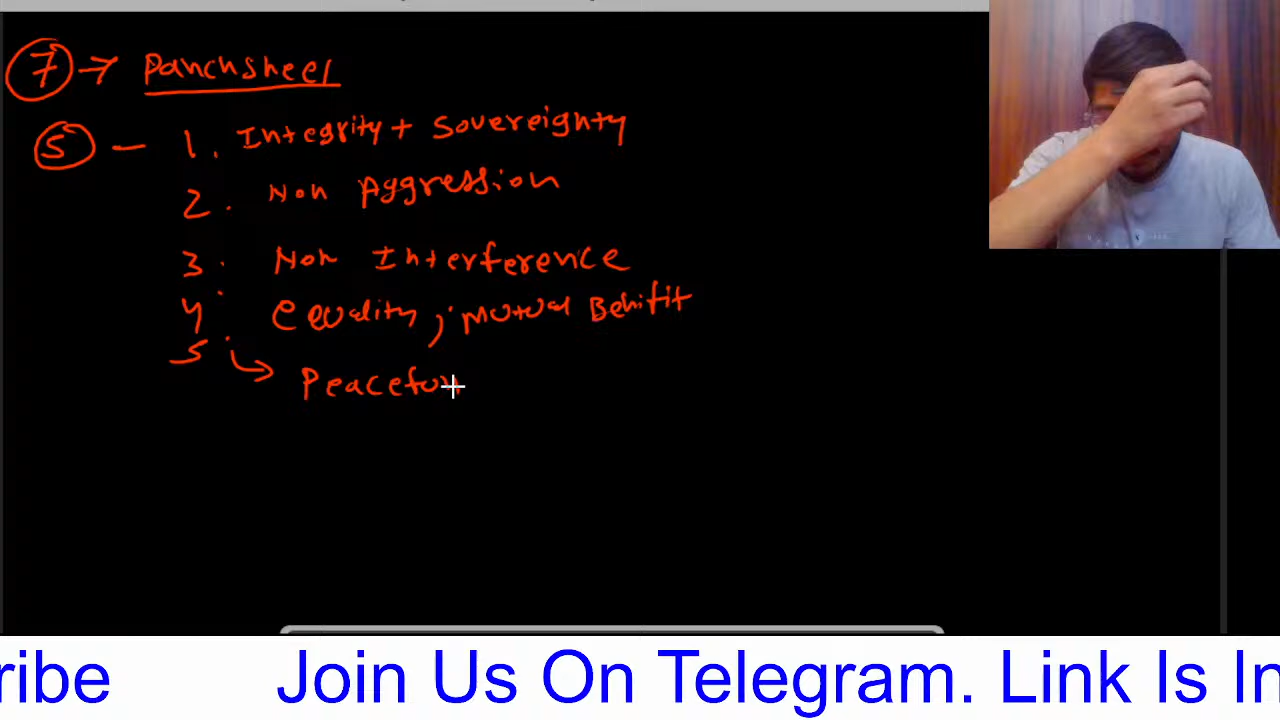 7 → Panchsheel
5 – 1. Integrity + Sovereignty
2. Non Aggression
3. Non Interference
4. Equality, Mutual Benifit
5. → Peaceful
ribe Join Us On Telegram. Link Is In